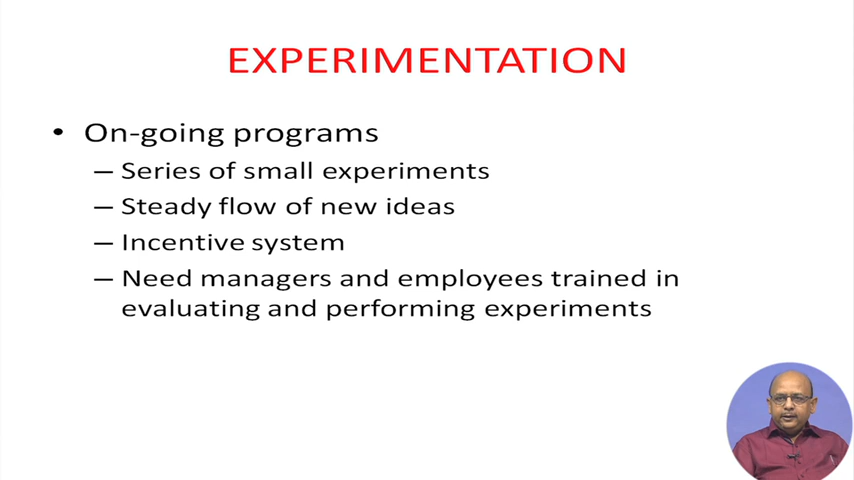 EXPERIMENTATION
• On-going programs
– Series of small experiments
– Steady flow of new ideas
– Incentive system
– Need managers and employees trained in
evaluating and performing experiments